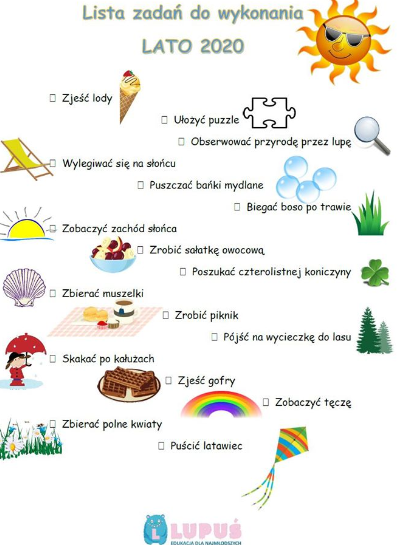 Lista zadań do wykonania
LATO 2020
Zjeść lody
Ułożyć puzzle
Obserwować przyrodę przez lupę
Wylegiwać się na słońcu
Puszczać bańki mydlane
Biegać boso po trawie
Zobaczyć zachód słońca
Zrobić sałatkę owocową
Poszukać czterolistnej koniczyny
Zbierać muszelki
Zrobić piknik
Pójść na wycieczkę do lasu
Skakać po kałużach
Zjeść gofry
Zobaczyć tęczę
Zbierać polne kwiaty
Puścić latawiec
LUPUŚ
EDUKACJA DLA NAJMŁODSZYCH